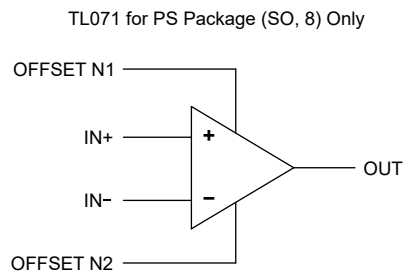 TL071 for PS Package (SO, 8) Only
OFFSET N1
IN+
+
OUT
IN−
−
OFFSET N2